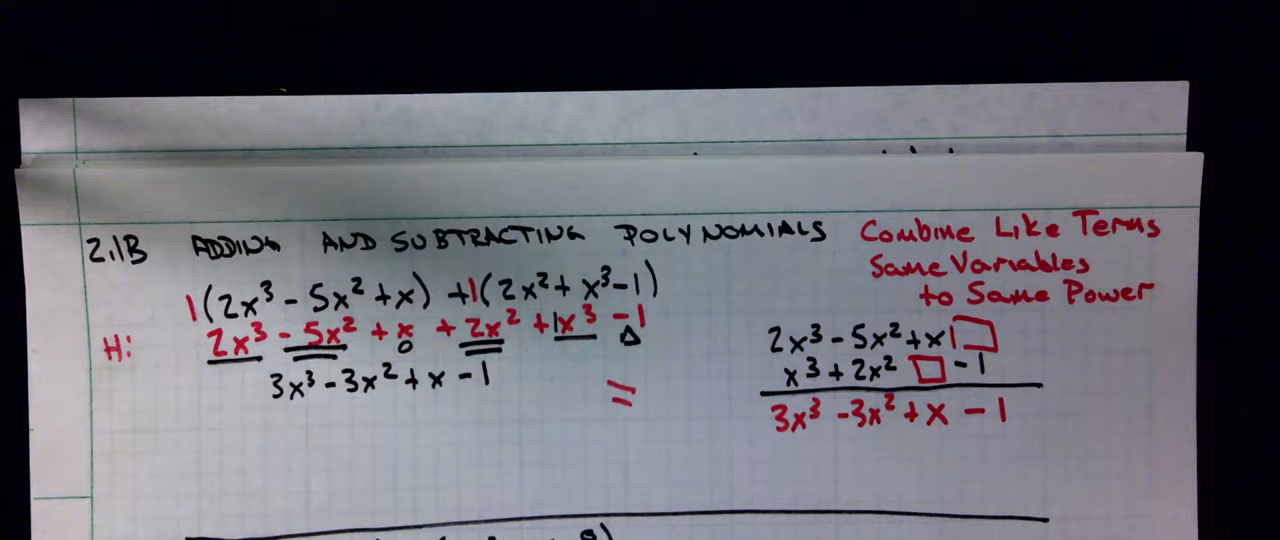 2.1B ADDING AND SUBTRACTING POLYNOMIALS
Combine Like Terms
Same Variables
to Same Power
1(2x³ - 5x² + x) + 1(2x² + x³ - 1)
H: 2x³ - 5x² + x + 2x² + 1x³ - 1
3x³ - 3x² + x - 1
=
2x³ - 5x² + x
x³ + 2x² □ - 1
3x³ - 3x² + x - 1